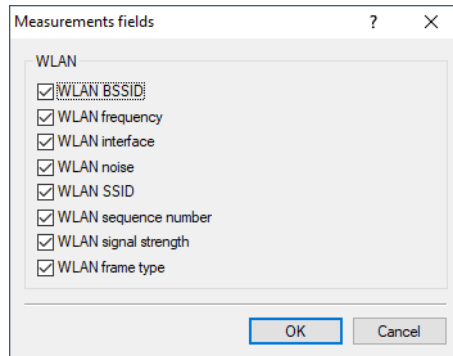 Measurements fields ?
WLAN
WLAN BSSID
WLAN frequency
WLAN interface
WLAN noise
WLAN SSID
WLAN sequence number
WLAN signal strength
WLAN frame type
OK Cancel